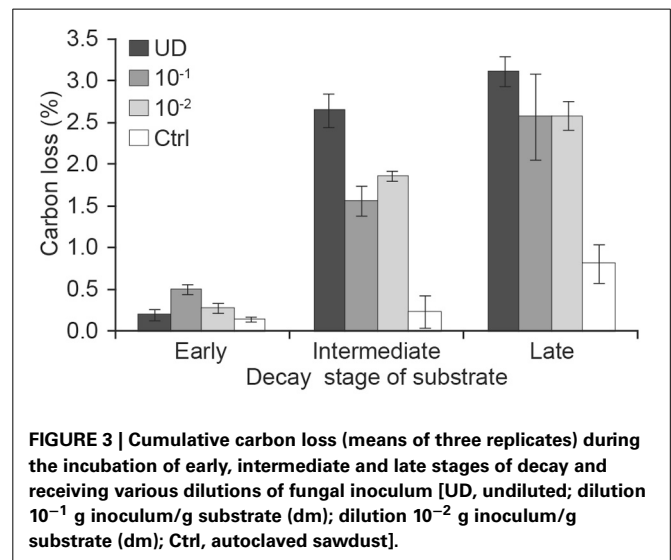 UD
10⁻¹
10⁻²
Ctrl
Carbon loss (%)
3.5
3.0
2.5
2.0
1.5
1.0
0.5
0.0
Early Intermediate Late
Decay stage of substrate
FIGURE 3 | Cumulative carbon loss (means of three replicates) during
the incubation of early, intermediate and late stages of decay and
receiving various dilutions of fungal inoculum [UD, undiluted; dilution
10⁻¹ g inoculum/g substrate (dm); dilution 10⁻² g inoculum/g
substrate (dm); Ctrl, autoclaved sawdust].